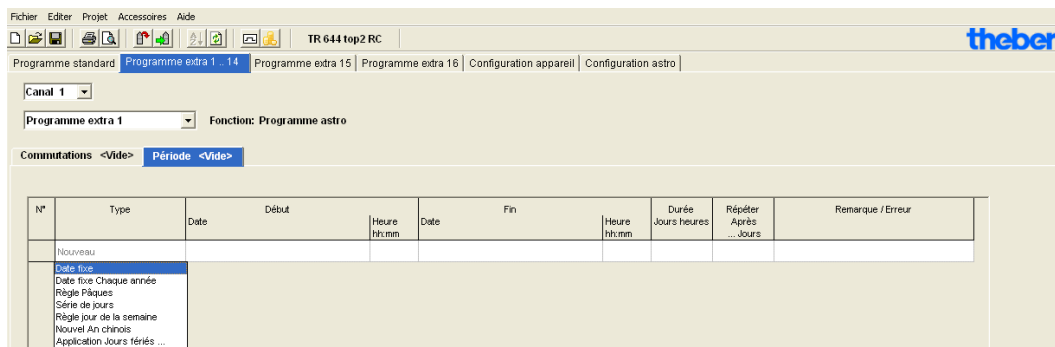 Fichier Editer Projet Accessoires Aide
TR 644 top2 RC
theber
Programme standard Programme extra 1 .. 14 Programme extra 15 Programme extra 16 Configuration appareil Configuration astro
Canal 1
Programme extra 1 Fonction: Programme astro
Commutations <Vide> Période <Vide>
N° Type Début Fin Durée Répéter Remarque / Erreur
Date Heure Date Heure Jours heures Après
hh:mm hh:mm ... Jours
Nouveau
Date fixe
Date fixe Chaque année
Règle Pâques
Série de jours
Règle jour de la semaine
Nouvel An chinois
Application Jours fériés ...